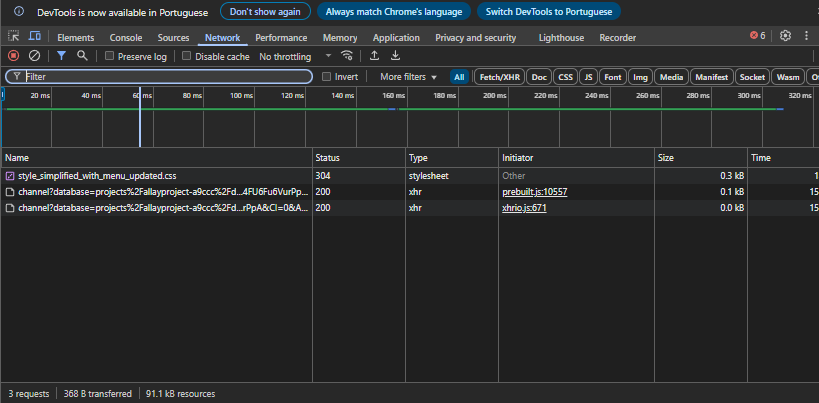 DevTools is now available in Portuguese Don't show again Always match Chrome's language Switch DevTools to Portuguese
Elements Console Sources Network Performance Memory Application Privacy and security Lighthouse Recorder 6
Preserve log Disable cache No throttling
Filter Invert More filters All Fetch/XHR Doc CSS JS Font Img Media Manifest Socket Wasm
20 ms 40 ms 60 ms 80 ms 100 ms 120 ms 140 ms 160 ms 180 ms 200 ms 220 ms 240 ms 260 ms 280 ms 300 ms 320 ms
Name Status Type Initiator Size Time
style_simplified_with_menu_updated.css 304 stylesheet Other 0.3 kB 1
channel?database=projects%2Fallayproject-a9ccc%2Fd...4FU6Fu6VurPp... 200 xhr prebuilt.js:10557 0.1 kB 15
channel?database=projects%2Fallayproject-a9ccc%2Fd...rPpA&CI=0&A... 200 xhr xhrio.js:671 0.0 kB 15
3 requests 368 B transferred 91.1 kB resources